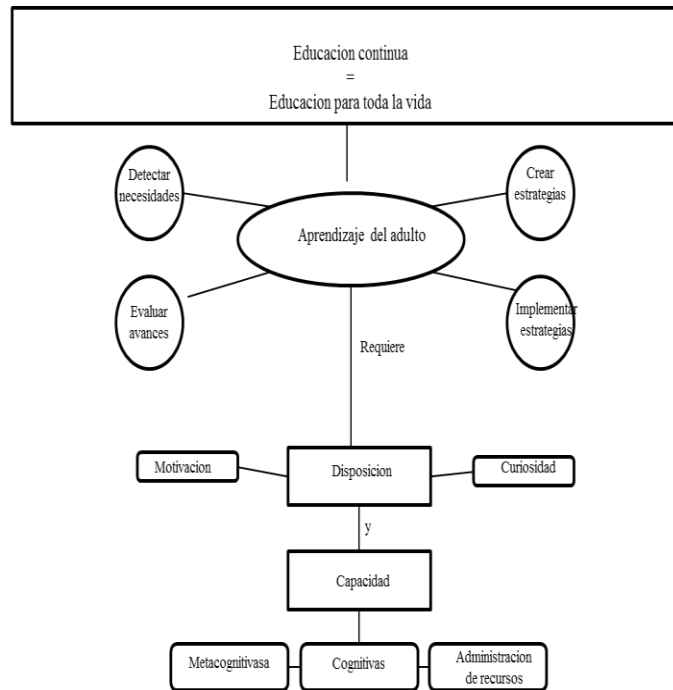 Educacion continua
=
Educacion para toda la vida
Detectar
necesidades
Crear
estrategias
Aprendizaje del adulto
Evaluar
avances
Implementar
estrategias
Requiere
Motivacion
Disposicion
Curiosidad
y
Capacidad
Metacognitivasa
Cognitivas
Administracion
de recursos